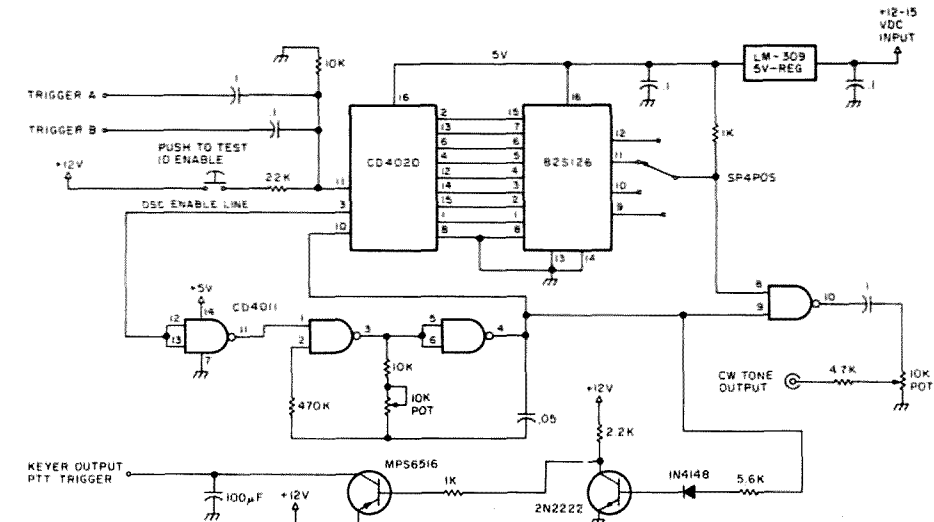 +12-15
VDC
INPUT
5V
LM-309
5V-REG
10K
.1
.1
TRIGGER A
.1
16
16
1K
TRIGGER B
.1
PUSH TO TEST
ID ENABLE
+12V
22K
11
CD4020
2 15
13 7
6 6
4 5
12 4
14 3
15 2
1 1
8 8
82S126
12
11
10
9
SP4POS
OSC ENABLE LINE
3
10
13 14
+5V
CD4011
14
12
13
11
7
1
2
3
5
6
4
8
9
10
.1
10K
10K
POT
470K
.05
CW TONE
OUTPUT
4.7K
10K
POT
+12V
2.2K
KEYER OUTPUT
PTT TRIGGER
MPS6516
1K
1N4148
5.6K
100µF
+12V
2N2222